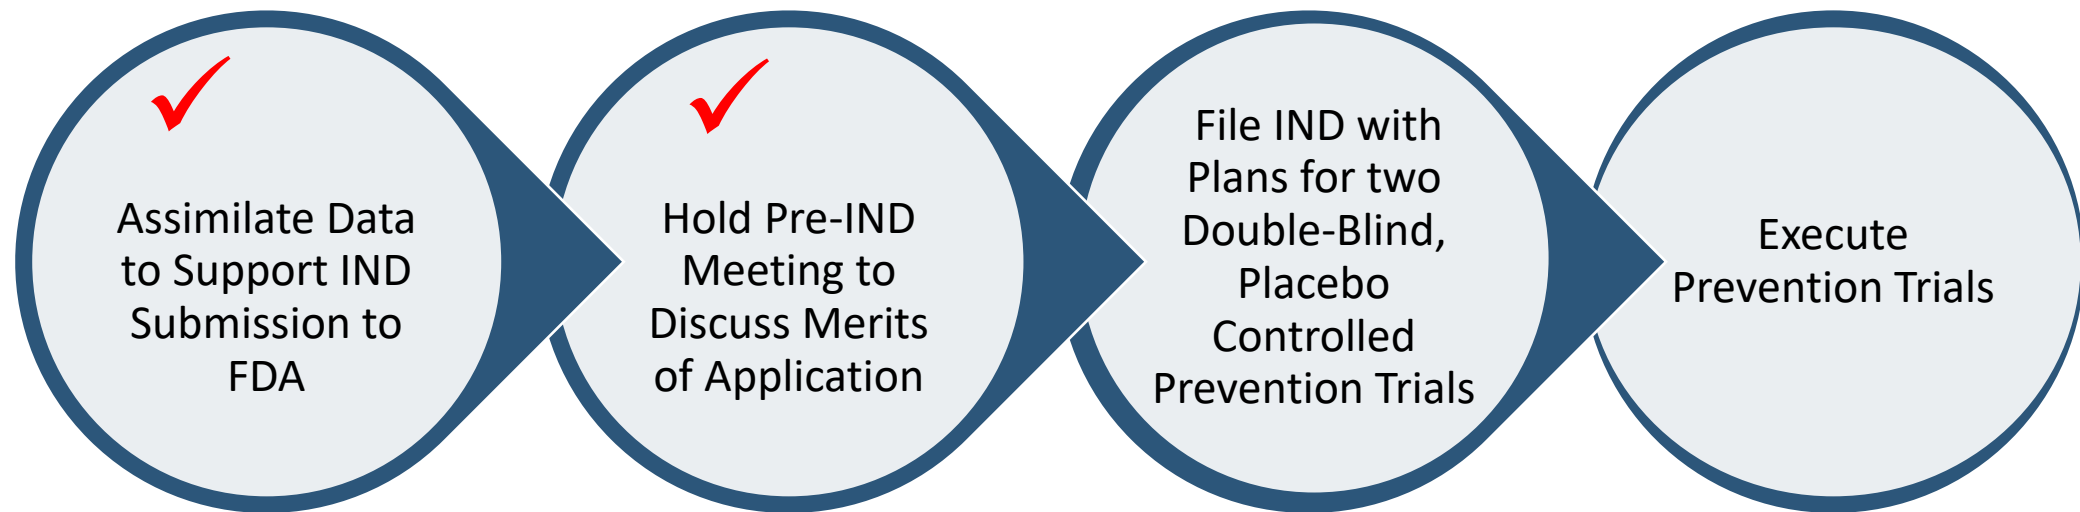 Assimilate Data
to Support IND
Submission to
FDA
Hold Pre-IND
Meeting to
Discuss Merits
of Application
File IND with
Plans for two
Double-Blind,
Placebo
Controlled
Prevention Trials
Execute
Prevention Trials